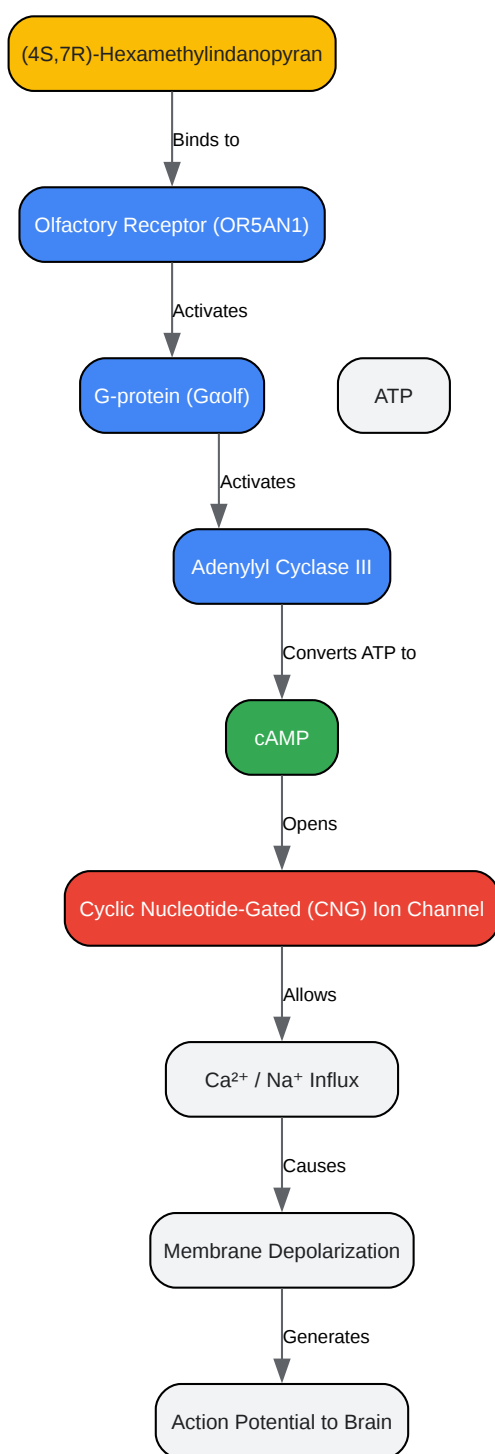 (4S,7R)-Hexamethylindanopyran
Binds to
Olfactory Receptor (OR5AN1)
Activates
G-protein (Gαolf)
ATP
Activates
Adenylyl Cyclase III
Converts ATP to
cAMP
Opens
Cyclic Nucleotide-Gated (CNG) Ion Channel
Allows
Ca²⁺ / Na⁺ Influx
Causes
Membrane Depolarization
Generates
Action Potential to Brain